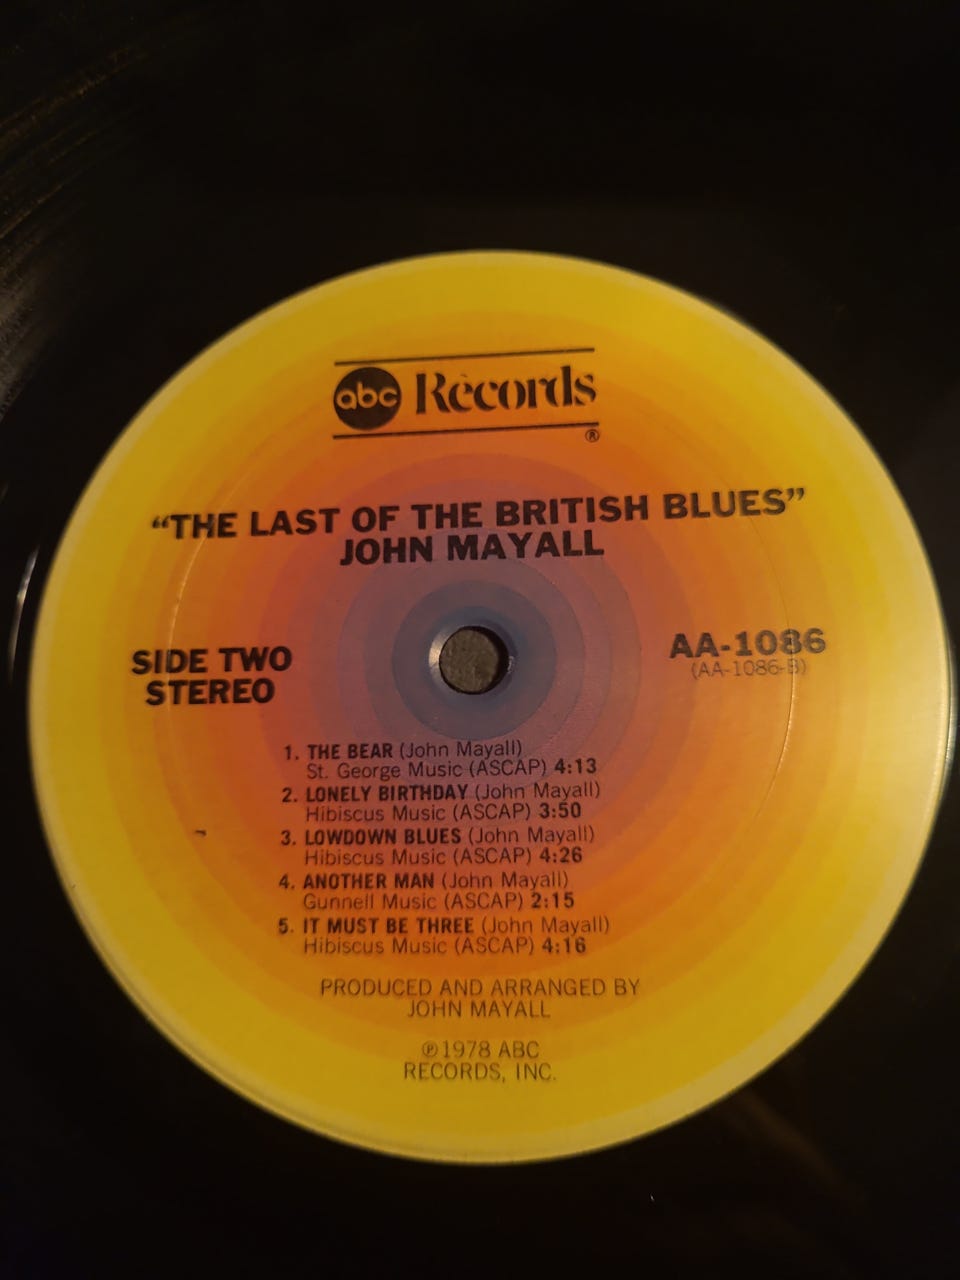 abc Records
®
“THE LAST OF THE BRITISH BLUES”
JOHN MAYALL
SIDE TWO
STEREO
AA-1086
(AA-1086-B)
1. THE BEAR (John Mayall)
St. George Music (ASCAP) 4:13
2. LONELY BIRTHDAY (John Mayall)
Hibiscus Music (ASCAP) 3:50
3. LOWDOWN BLUES (John Mayall)
Hibiscus Music (ASCAP) 4:26
4. ANOTHER MAN (John Mayall)
Gunnell Music (ASCAP) 2:15
5. IT MUST BE THREE (John Mayall)
Hibiscus Music (ASCAP) 4:16
PRODUCED AND ARRANGED BY
JOHN MAYALL
℗1978 ABC
RECORDS, INC.